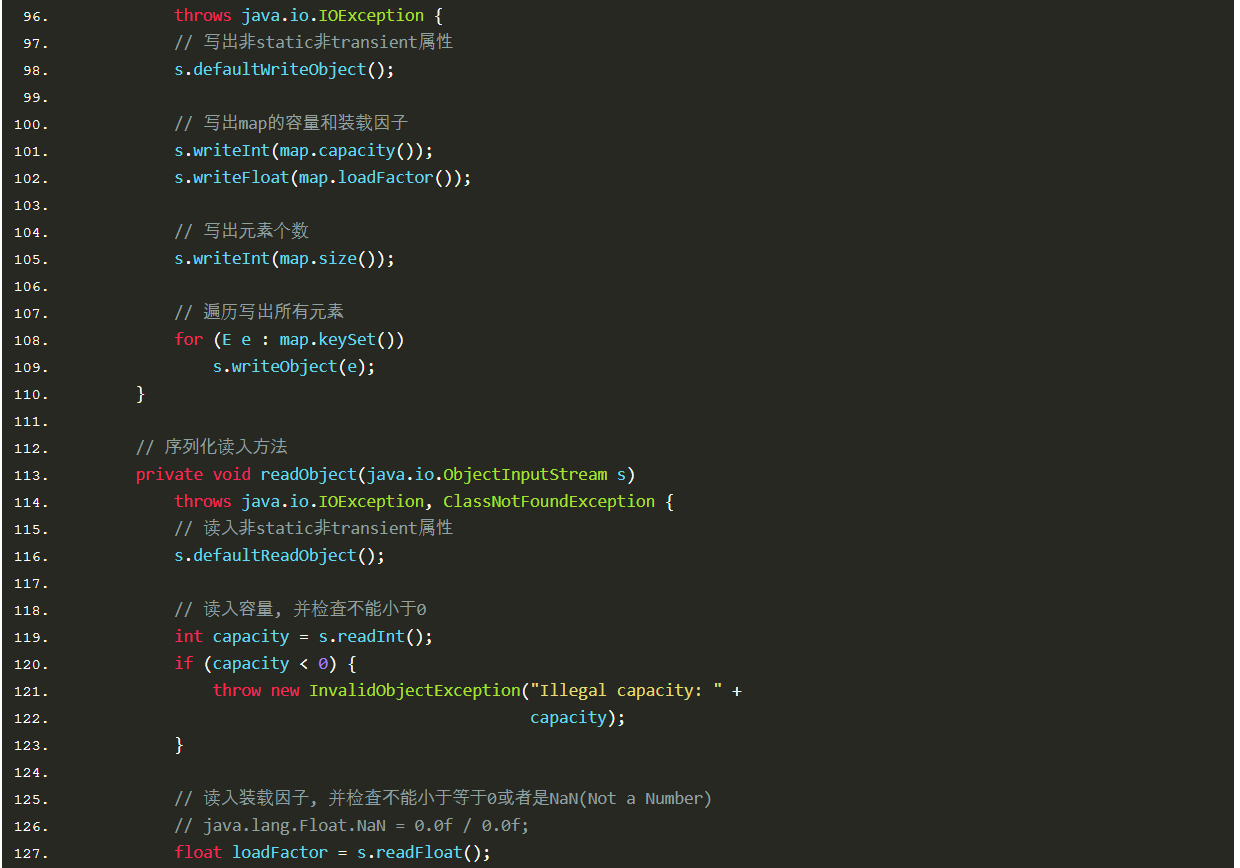 96.             throws java.io.IOException {
97.             // 写出非static非transient属性
98.             s.defaultWriteObject();
99.
100.             // 写出map的容量和装载因子
101.             s.writeInt(map.capacity());
102.             s.writeFloat(map.loadFactor());
103.
104.             // 写出元素个数
105.             s.writeInt(map.size());
106.
107.             // 遍历写出所有元素
108.             for (E e : map.keySet())
109.                 s.writeObject(e);
110.         }
111.
112.         // 序列化读入方法
113.         private void readObject(java.io.ObjectInputStream s)
114.             throws java.io.IOException, ClassNotFoundException {
115.             // 读入非static非transient属性
116.             s.defaultReadObject();
117.
118.             // 读入容量, 并检查不能小于0
119.             int capacity = s.readInt();
120.             if (capacity < 0) {
121.                 throw new InvalidObjectException("Illegal capacity: " +
122.                                                  capacity);
123.             }
124.
125.             // 读入装载因子, 并检查不能小于等于0或者是NaN(Not a Number)
126.             // java.lang.Float.NaN = 0.0f / 0.0f;
127.             float loadFactor = s.readFloat();